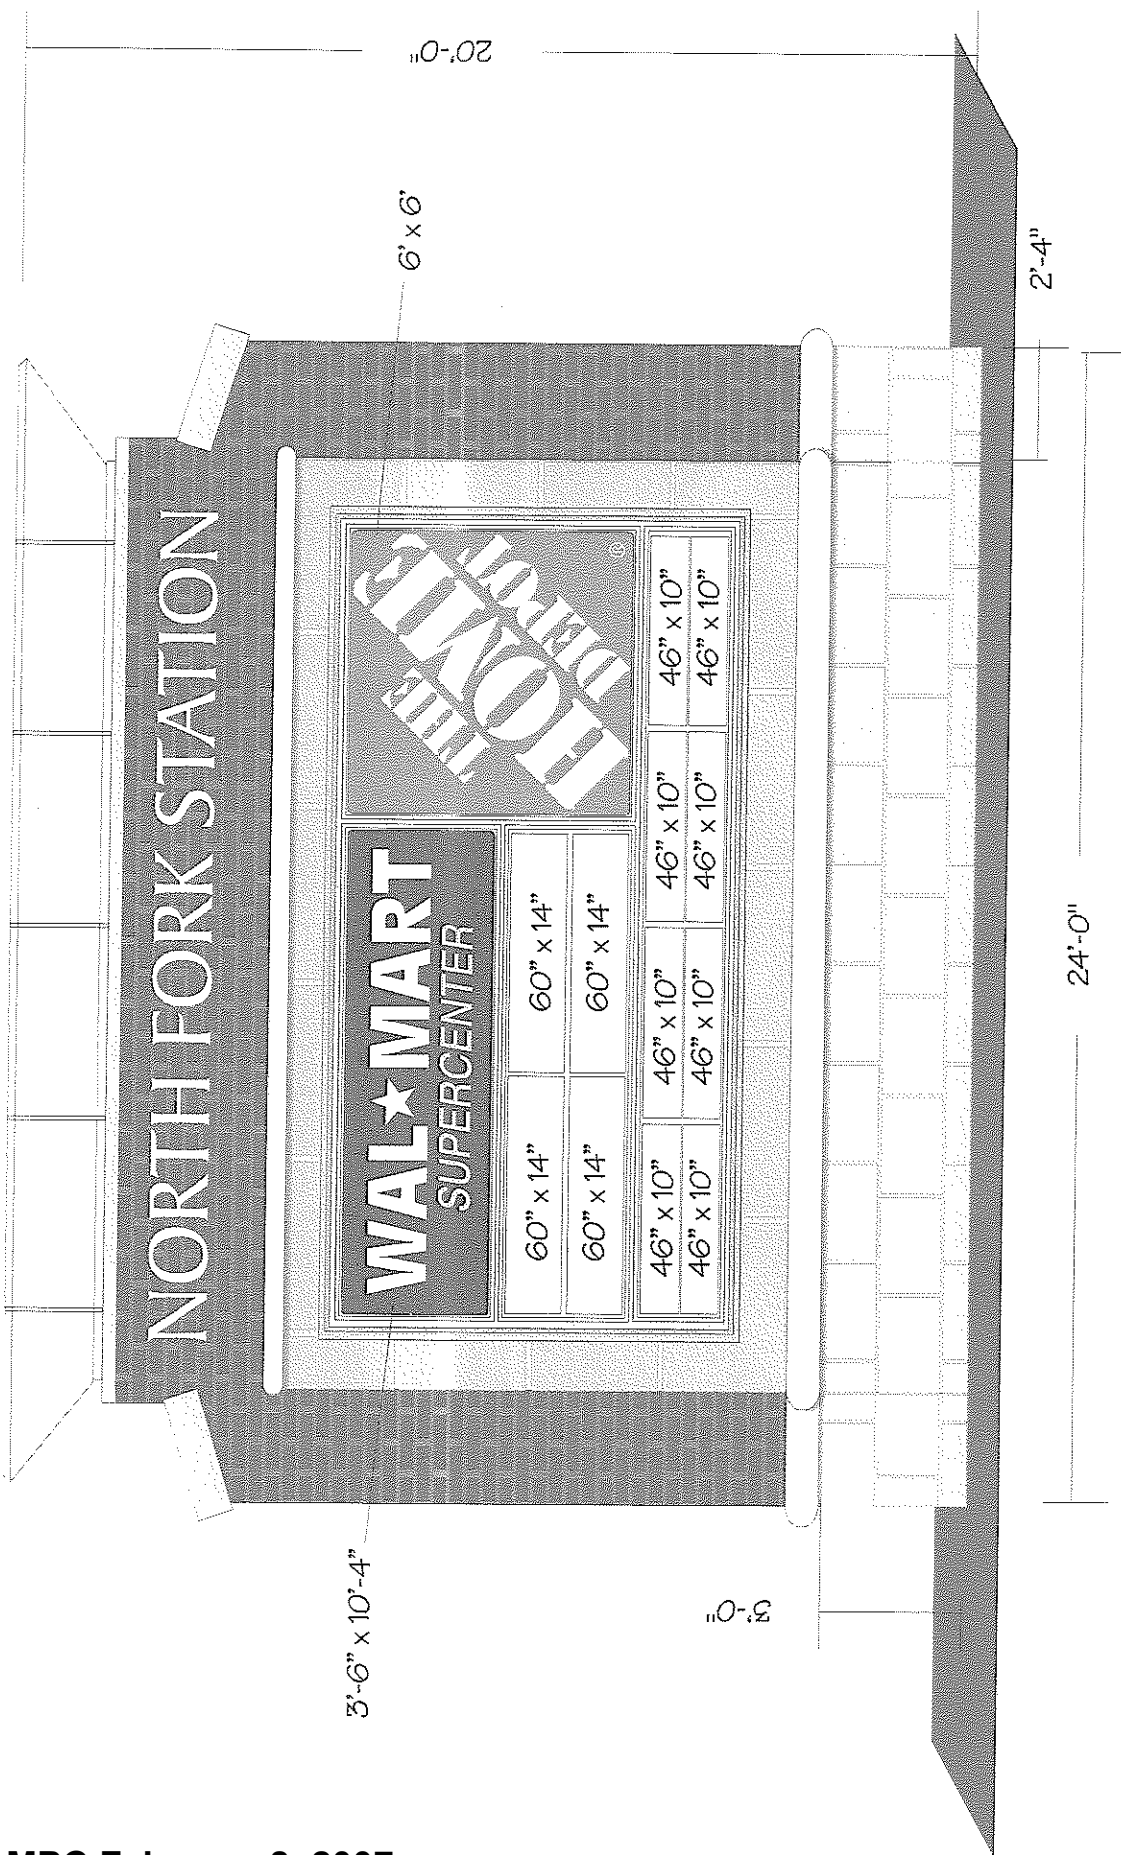 20'-0"
NORTH FORK STATION
6' x 6'
3'-6" x 10'-4"
WAL★MART
SUPERCENTER
THE
HOME
DEPOT
®
60" x 14" 60" x 14"
60" x 14" 60" x 14"
46" x 10" 46" x 10" 46" x 10" 46" x 10"
46" x 10" 46" x 10" 46" x 10" 46" x 10"
3'-0"
2'-4"
24'-0"